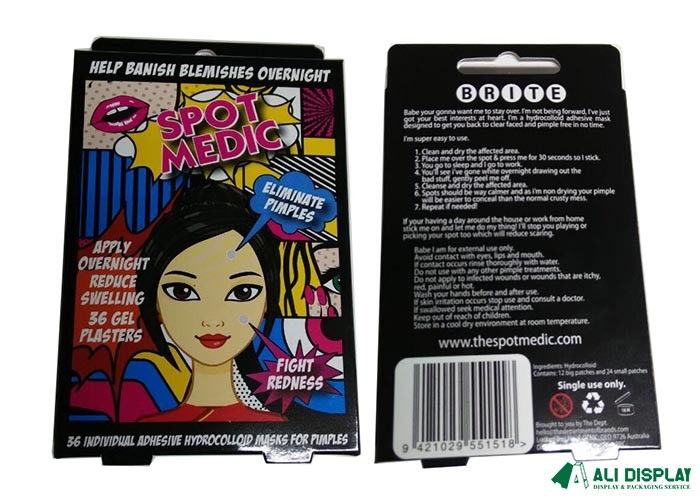 HELP BANISH BLEMISHES OVERNIGHT
SPOT
MEDIC
ELIMINATE
PIMPLES
APPLY
OVERNIGHT
REDUCE
SWELLING
36 GEL
PLASTERS
FIGHT
REDNESS
36 INDIVIDUAL ADHESIVE HYDROCOLLOID MASKS FOR PIMPLES
BRITE
Babe your gonna want me to stay over. I'm not being forward, I've just
got your best interests at heart. I'm a hydrocolloid adhesive mask
designed to get you back to clear faced and pimple free in no time.
I'm super easy to use.
1. Clean and dry the affected area.
2. Place me over the spot & press me for 30 seconds so I stick.
3. You go to sleep and I go to work.
4. You'll see i've gone white overnight drawing out the
bad stuff, gently peel me off.
5. Cleanse and dry the affected area.
6. Spots should be way calmer and as i'm non drying your pimple
will be easier to conceal than the normal crusty mess.
7. Repeat if needed!
If your having a day around the house or work from home
stick me on and let me do my thing! I'll stop you playing or
picking your spot too which will reduce scaring.
Babe I am for external use only.
Avoid contact with eyes, lips and mouth.
If contact occurs rinse thoroughly with water.
Do not use with any other pimple treatments.
Do not apply to infected wounds or wounds that are itchy,
red, painful or hot.
Wash your hands before and after use.
If skin irritation occurs stop use and consult a doctor.
If swallowed seek medical attention.
Keep out of reach of children.
Store in a cool dry environment at room temperature.
www.thespotmedic.com
Ingredients: Hydrocolloid
Contains: 12 big patches and 24 small patches
Single use only.
Brought to you by The Dept.
hello@thedepartmentofbrands.com
QLD 9726 Australia
9 421029 551518 >
ALI DISPLAY
DISPLAY & PACKAGING SERVICE